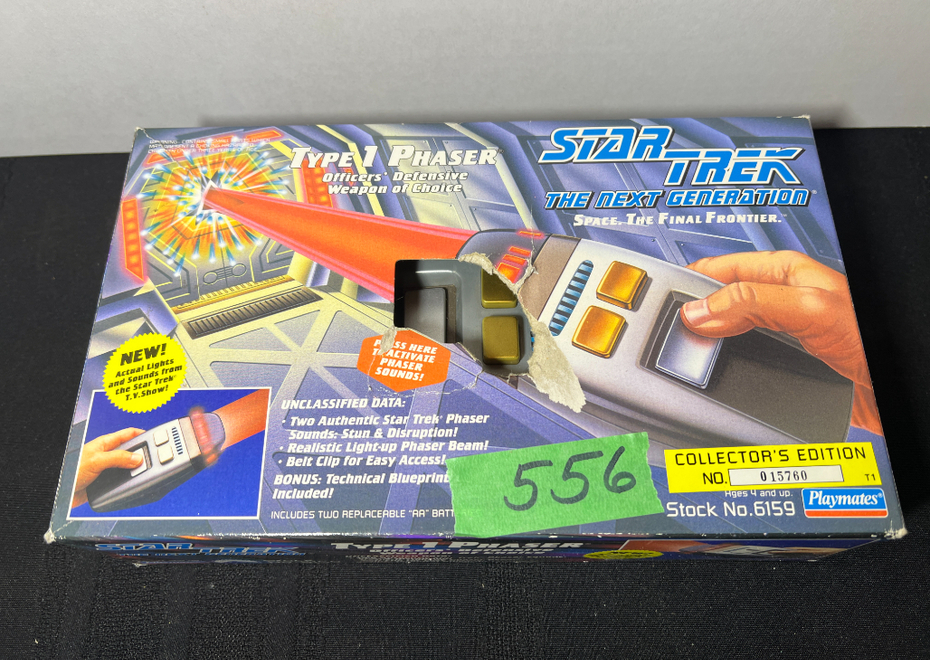 TYPE 1 PHASER
Officers' Defensive
Weapon of Choice
STAR TREK
THE NEXT GENERATION®
SPACE, THE FINAL FRONTIER.™
PRESS HERE
TO ACTIVATE
PHASER
SOUNDS!
NEW!
Actual Lights
and Sounds from
the Star Trek®
T.V. Show!
UNCLASSIFIED DATA:
• Two Authentic Star Trek® Phaser
Sounds: Stun & Disruption!
• Realistic Light-up Phaser Beam!
• Belt Clip for Easy Access!
BONUS: Technical Blueprint
Included!
INCLUDES TWO REPLACEABLE "AA" BATT
556
COLLECTOR'S EDITION
NO. 015760 T1
Ages 4 and up.
Stock No. 6159
Playmates®
STAR TREK
TYPE 1 PHASER